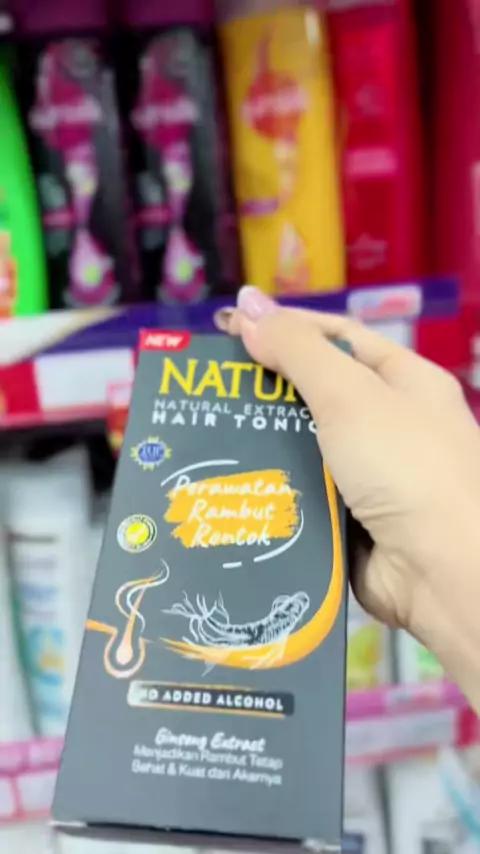 NEW
NATUR
NATURAL EXTRAC
HAIR TONIC
Perawatan
Rambut
Rontok
NO ADDED ALCOHOL
Ginseng Extract
Menjadikan Rambut Tetap
Sehat & Kuat dari Akarnya